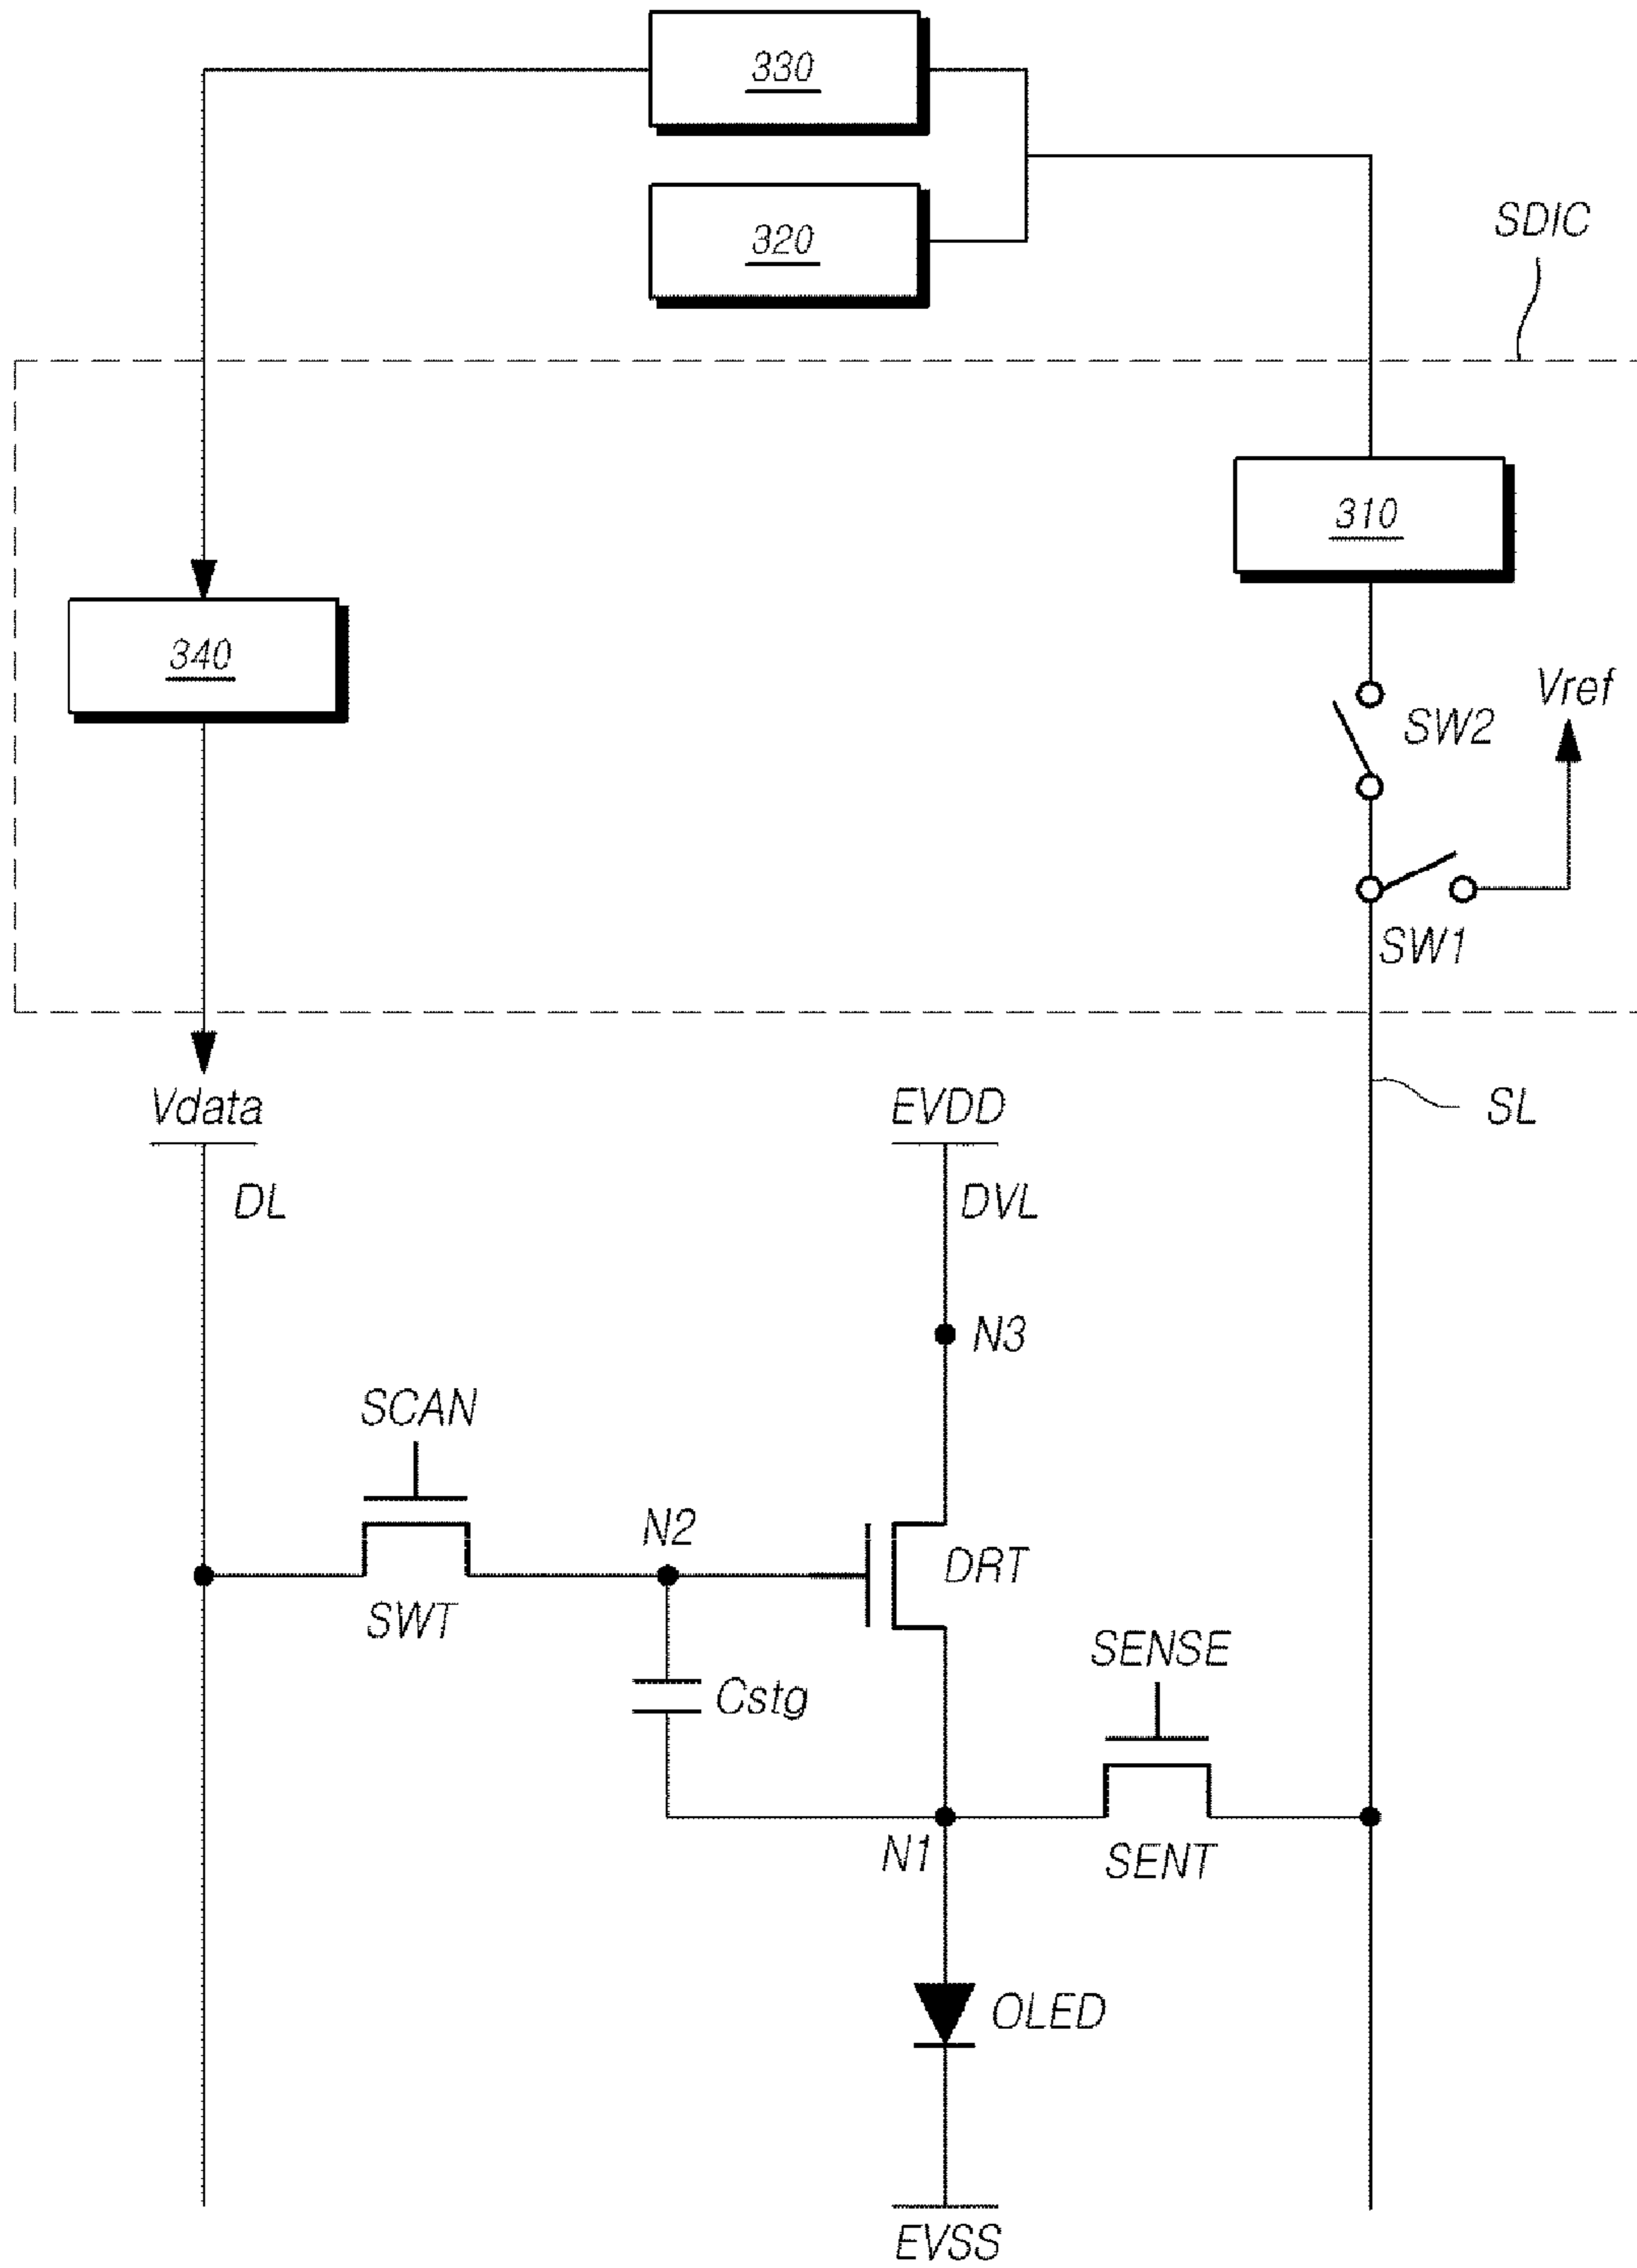 330
320
SDIC
310
340
Vref
SW2
SW1
Vdata
EVDD
SL
DL
DVL
N3
SCAN
N2
DRT
SWT
SENSE
Cstg
N1
SENT
OLED
EVSS